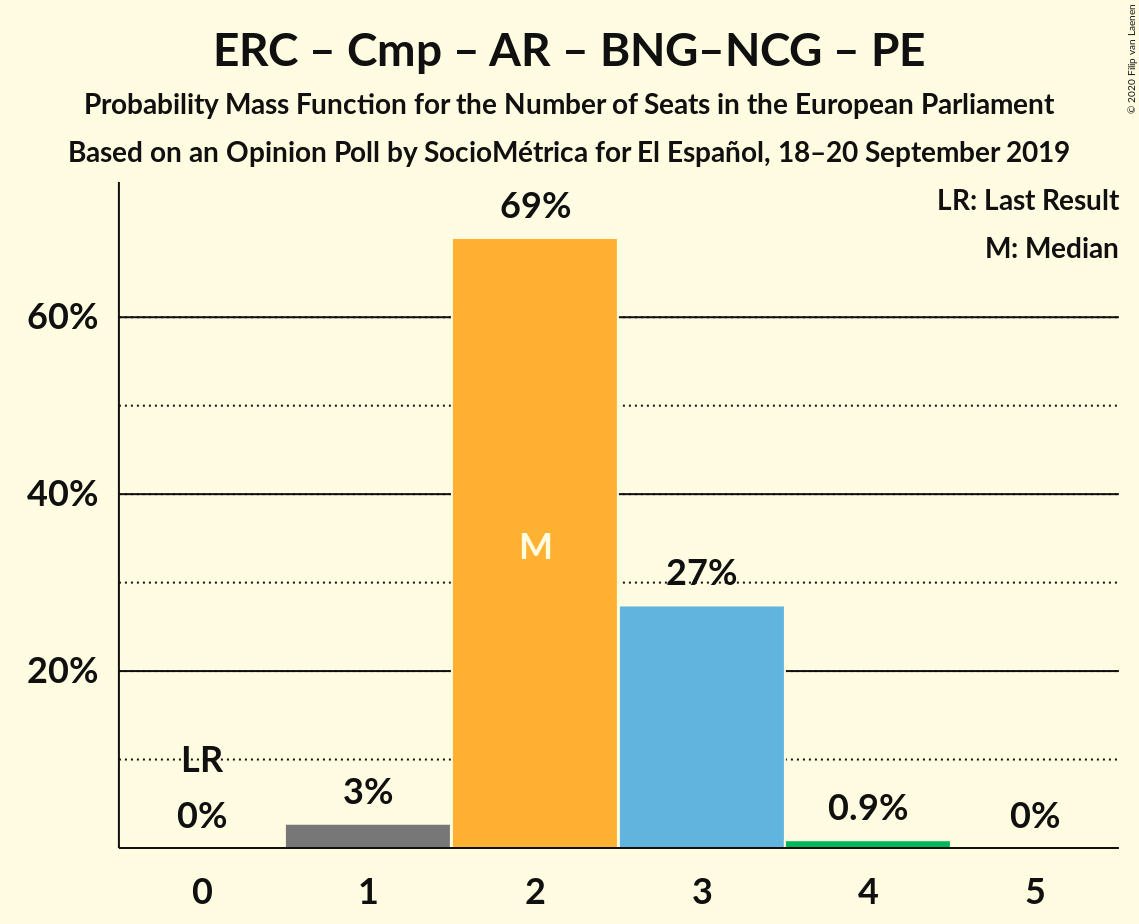 ERC – Cmp – AR – BNG–NCG – PE
Probability Mass Function for the Number of Seats in the European Parliament
Based on an Opinion Poll by SocioMétrica for El Español, 18–20 September 2019
© 2020 Filip van Laenen
LR: Last Result
M: Median
69%
60%
40%
M
27%
20%
LR
0%
3%
0.9%
0%
0 1 2 3 4 5